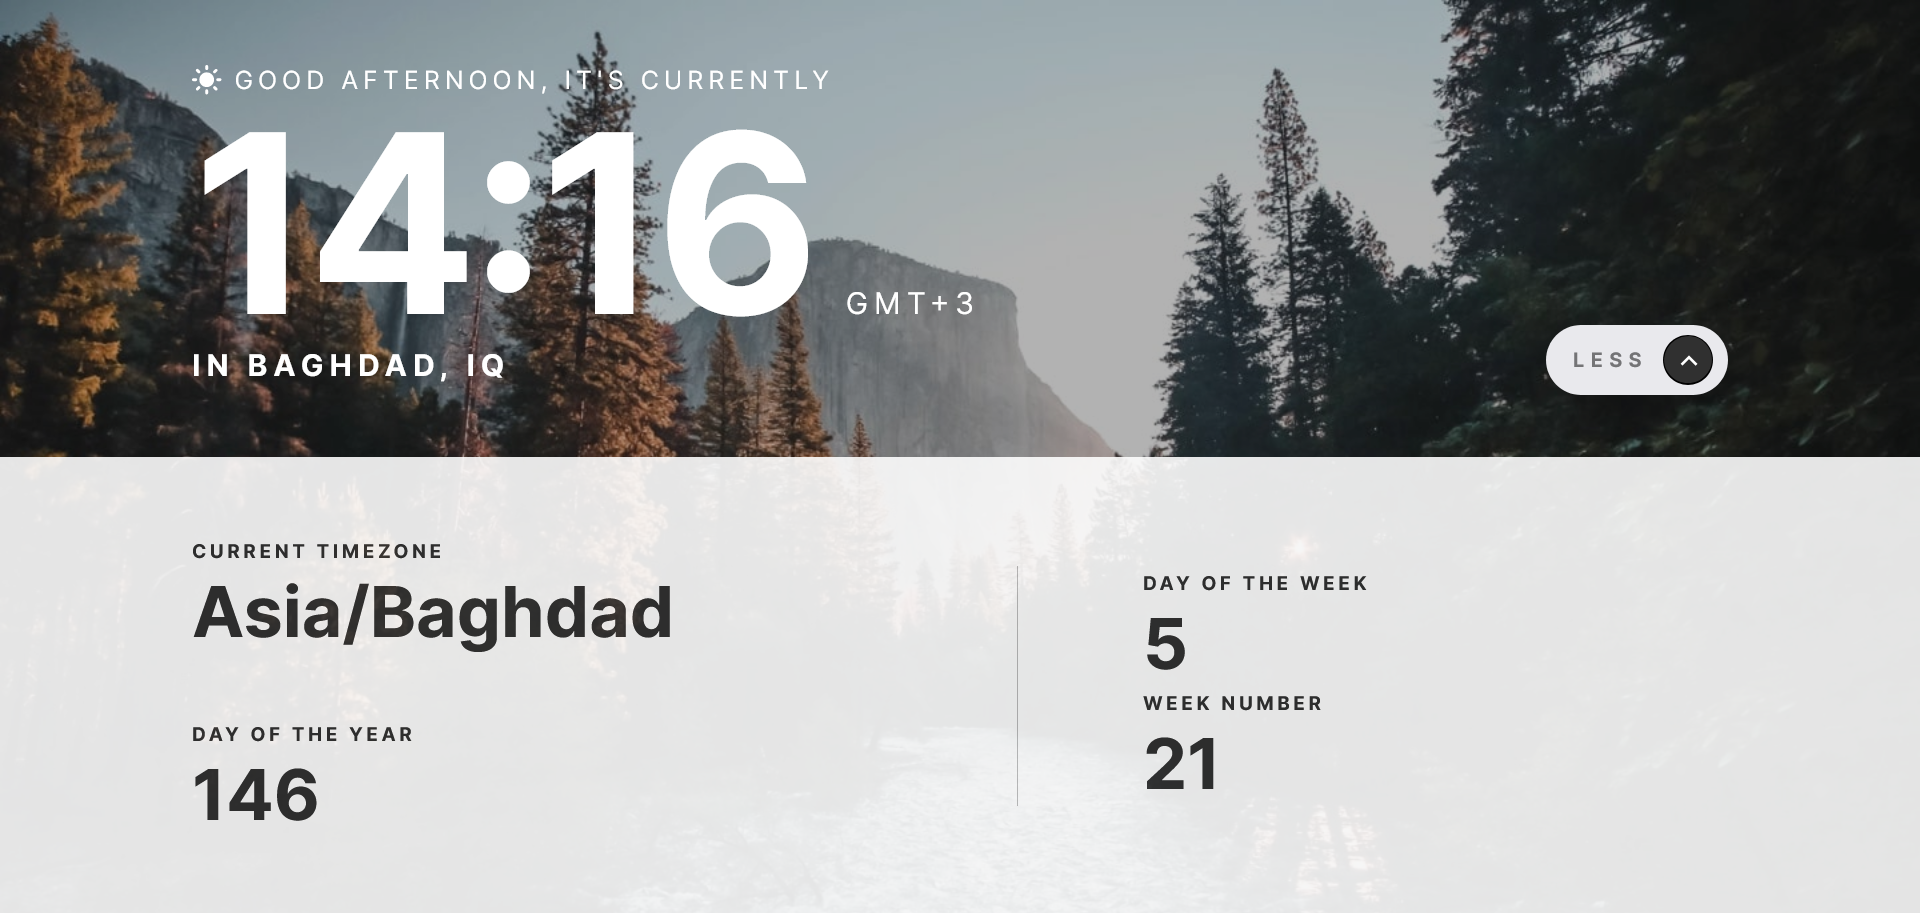 GOOD AFTERNOON, IT'S CURRENTLY
14:16 GMT+3
IN BAGHDAD, IQ
LESS
CURRENT TIMEZONE
Asia/Baghdad
DAY OF THE YEAR
146
DAY OF THE WEEK
5
WEEK NUMBER
21